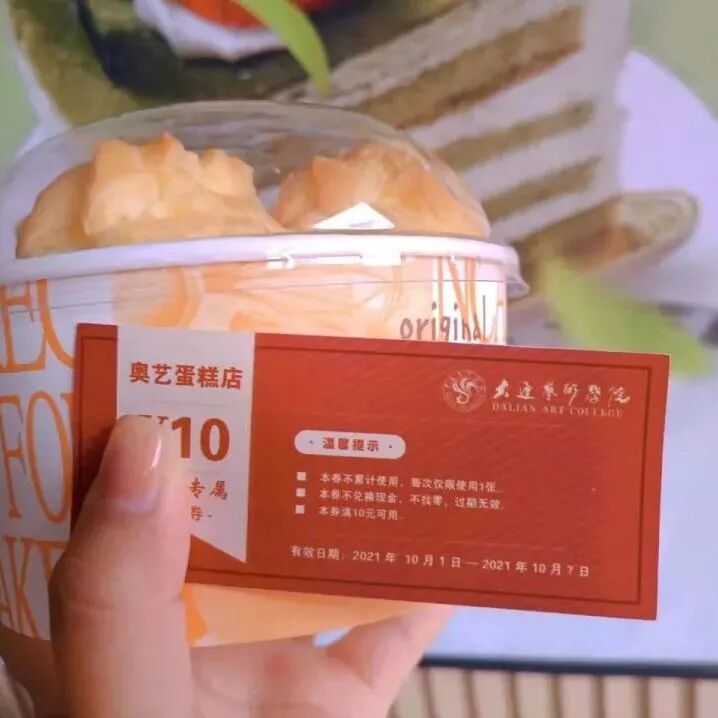 original
奥艺蛋糕店
¥10
专属
券-
大连艺术学院
DALIAN ART COLLEGE
· 温馨提示 ·
■ 本券不累计使用，每次仅限使用1张。
■ 本券不兑换现金，不找零，过期无效。
■ 本券满10元可用。
有效日期：2021年 10月1日—2021年10月7日